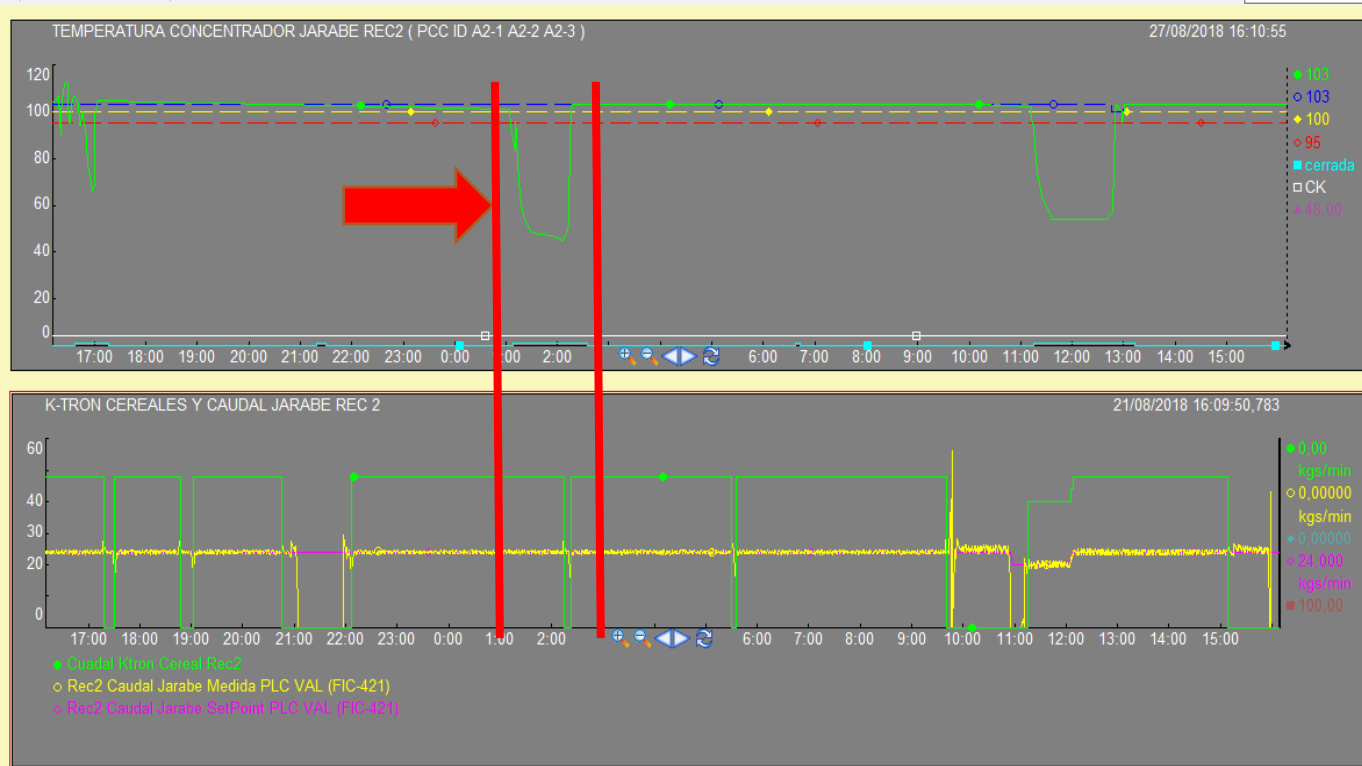 TEMPERATURA CONCENTRADOR JARABE REC2 ( PCC ID A2-1 A2-2 A2-3 ) 27/08/2018 16:10:55
120
100
80
60
40
20
0
103
103
100
95
cerrada
CK
48,00
17:00 18:00 19:00 20:00 21:00 22:00 23:00 0:00 :00 2:00 6:00 7:00 8:00 9:00 10:00 11:00 12:00 13:00 14:00 15:00
K-TRON CEREALES Y CAUDAL JARABE REC 2 21/08/2018 16:09:50,783
60
40
30
20
0
0,00
kgs/min
0,00000
kgs/min
0,00000
24,000
kgs/min
100,00
17:00 18:00 19:00 20:00 21:00 22:00 23:00 0:00 1:00 2:00 6:00 7:00 8:00 9:00 10:00 11:00 12:00 13:00 14:00 15:00
Cuadal Ktron Cereal Rec2
Rec2 Caudal Jarabe Medida PLC VAL (FIC-421)
Rec2 Caudal Jarabe SetPoint PLC VAL (FIC-421)